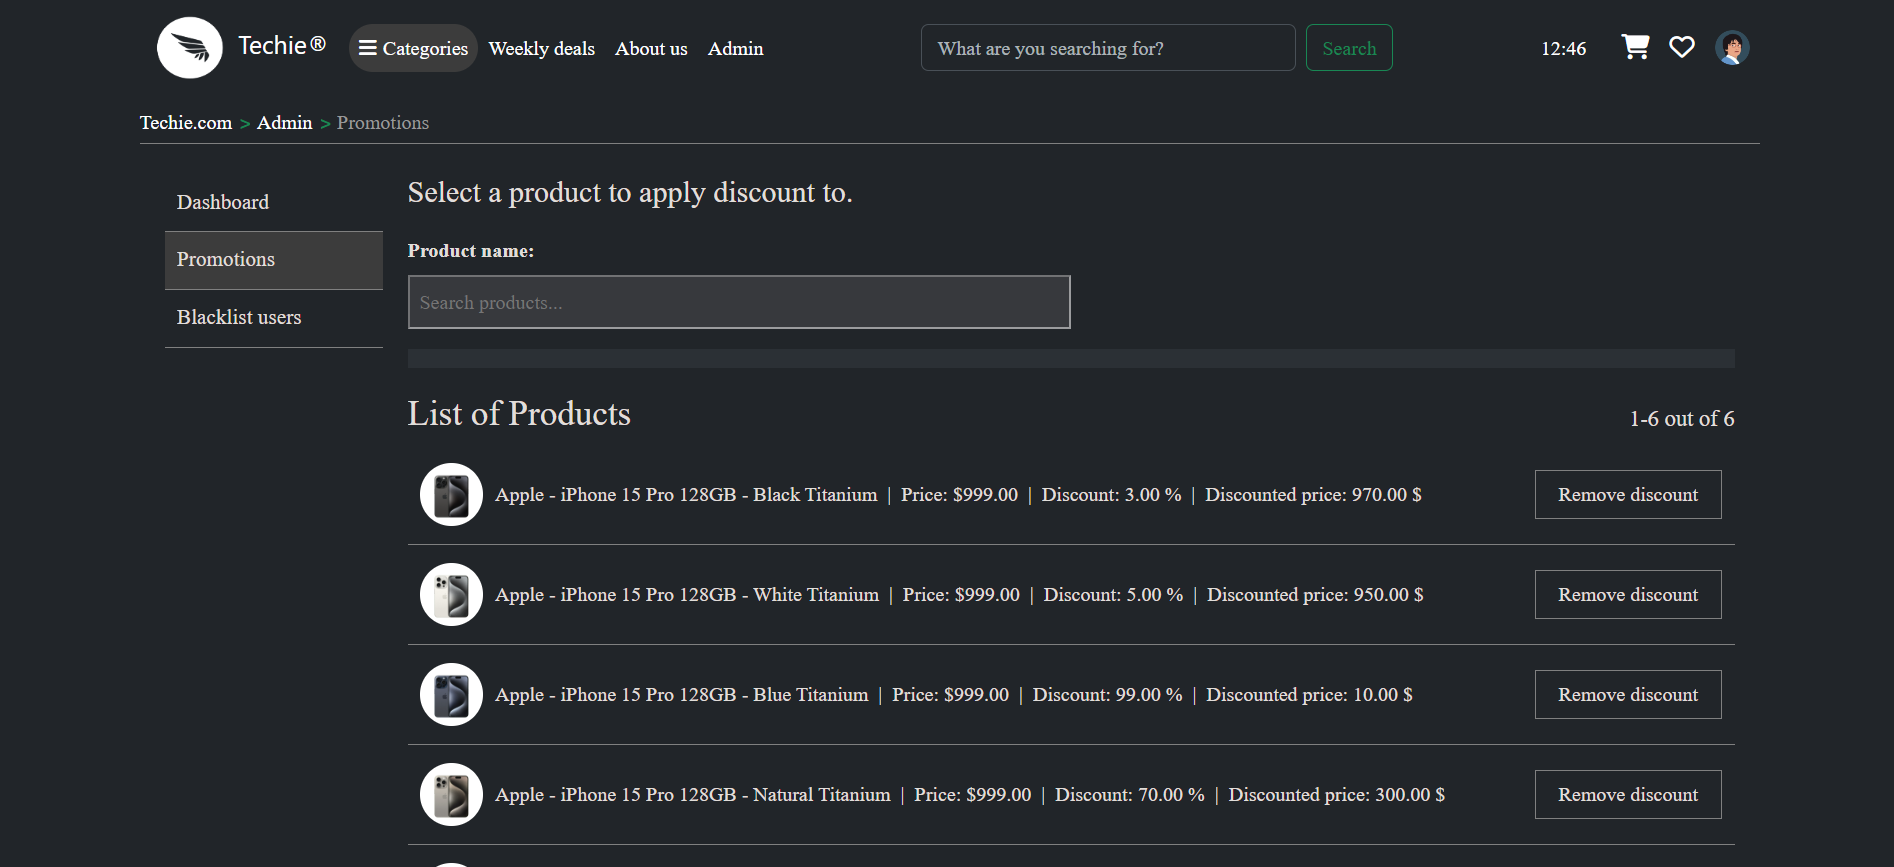 Techie® Categories Weekly deals About us Admin What are you searching for? Search 12:46
Techie.com > Admin > Promotions
Dashboard
Promotions
Blacklist users
Select a product to apply discount to.
Product name:
Search products...
List of Products
1-6 out of 6
Apple - iPhone 15 Pro 128GB - Black Titanium | Price: $999.00 | Discount: 3.00 % | Discounted price: 970.00 $ Remove discount
Apple - iPhone 15 Pro 128GB - White Titanium | Price: $999.00 | Discount: 5.00 % | Discounted price: 950.00 $ Remove discount
Apple - iPhone 15 Pro 128GB - Blue Titanium | Price: $999.00 | Discount: 99.00 % | Discounted price: 10.00 $ Remove discount
Apple - iPhone 15 Pro 128GB - Natural Titanium | Price: $999.00 | Discount: 70.00 % | Discounted price: 300.00 $ Remove discount